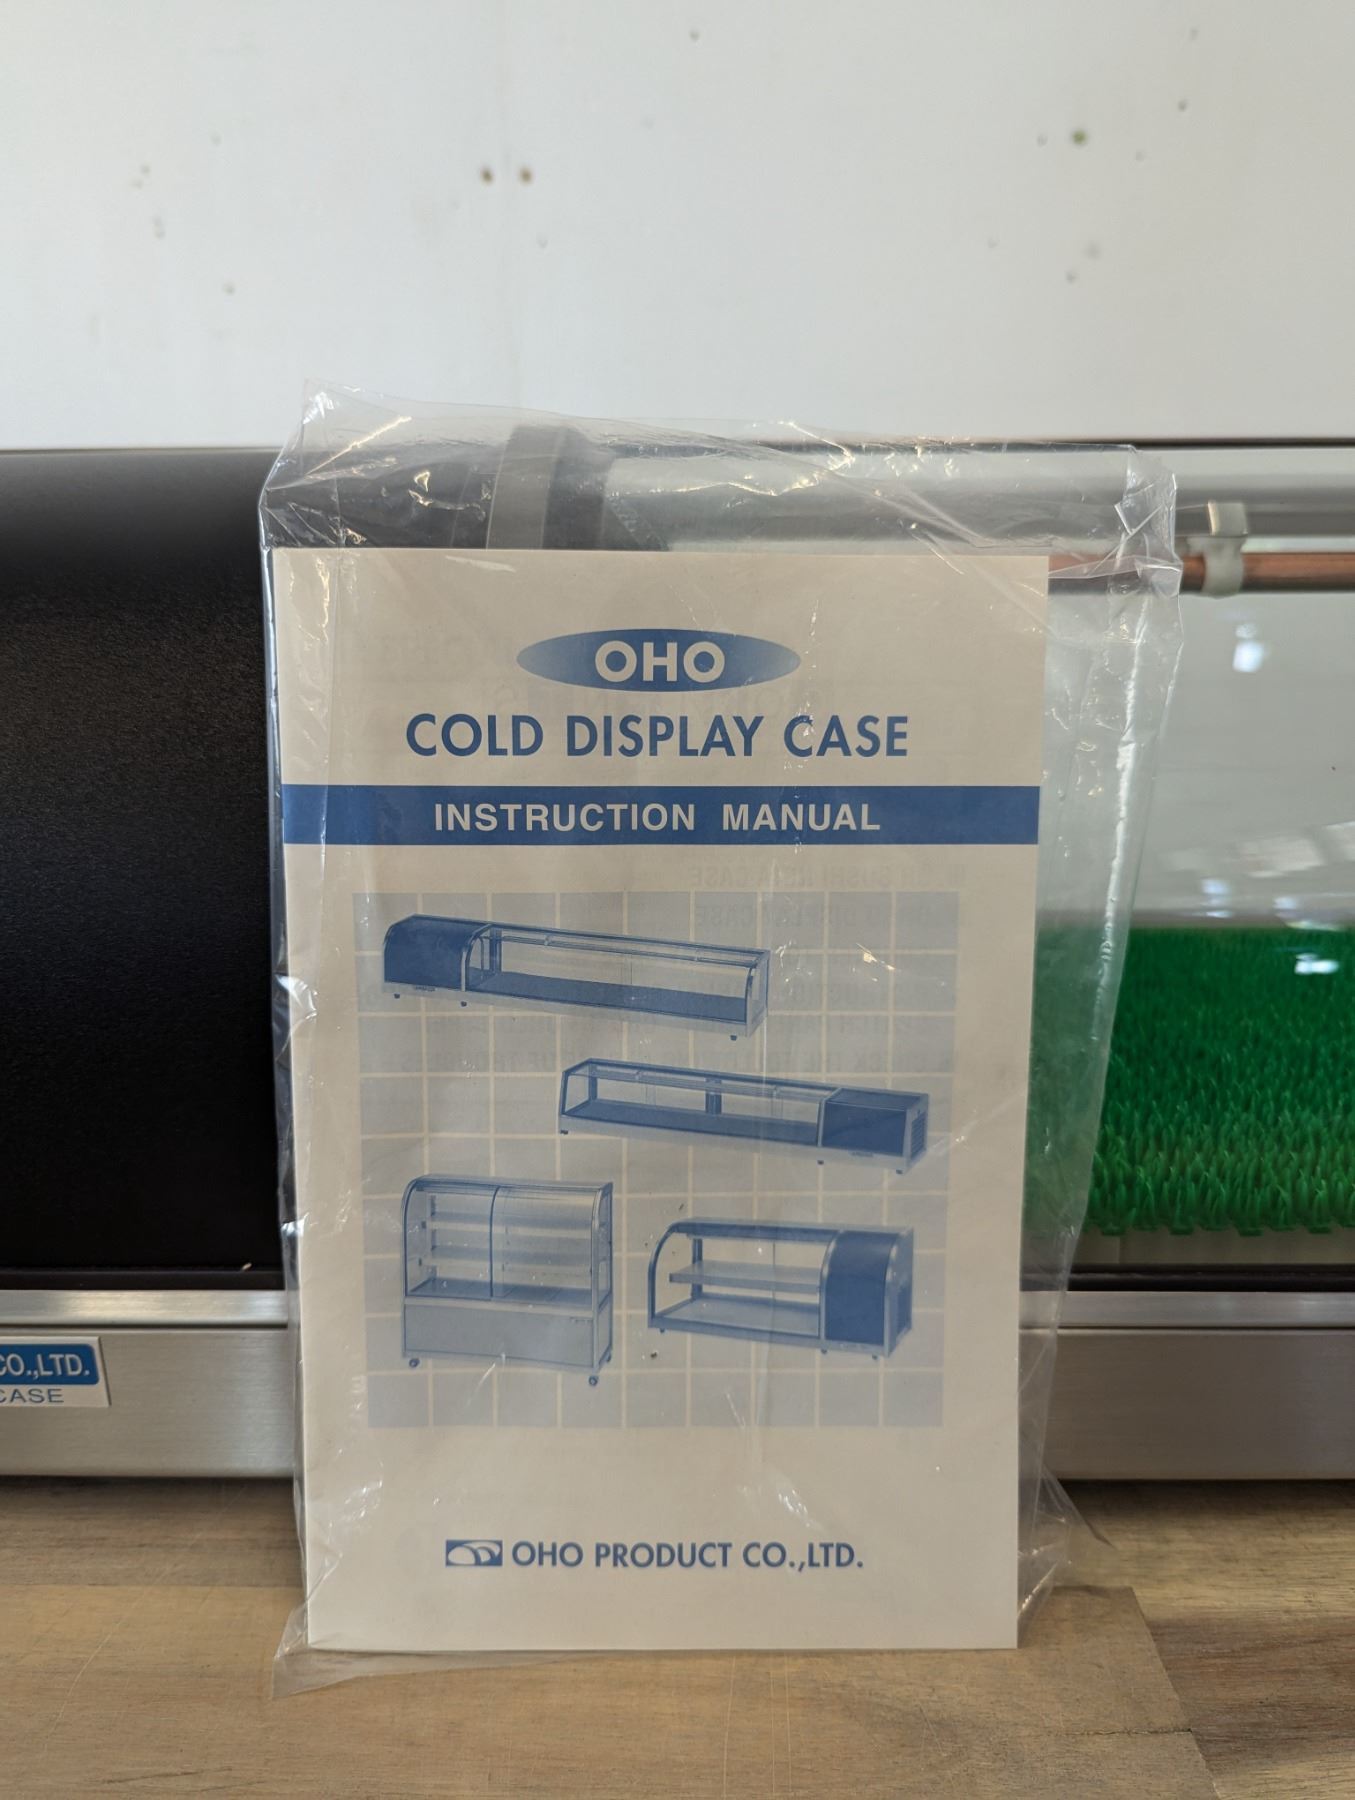 OHO
COLD DISPLAY CASE
INSTRUCTION MANUAL
CO.,LTD.
CASE
OHO PRODUCT CO.,LTD.